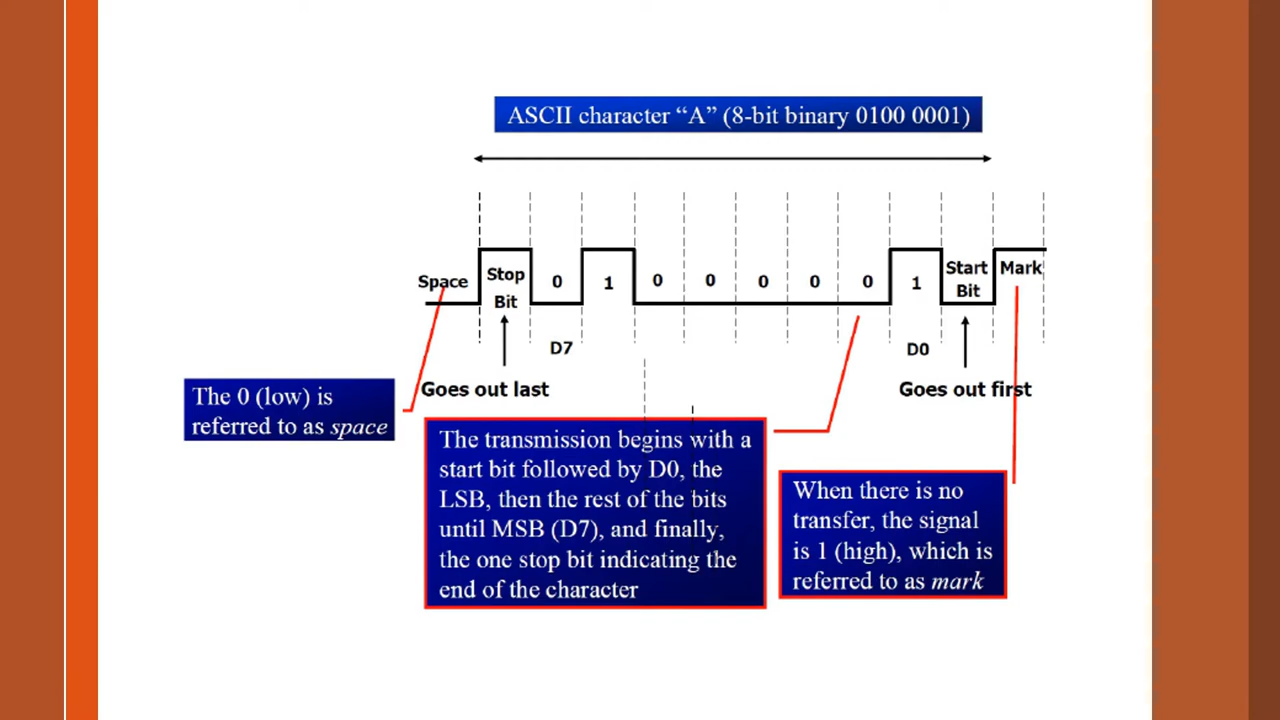 ASCII character “A” (8-bit binary 0100 0001)
Space
Stop
Bit
0
1
0
0
0
0
0
1
Start
Bit
Mark
D7
D0
Goes out last
Goes out first
The 0 (low) is
referred to as space
The transmission begins with a
start bit followed by D0, the
LSB, then the rest of the bits
until MSB (D7), and finally,
the one stop bit indicating the
end of the character
When there is no
transfer, the signal
is 1 (high), which is
referred to as mark